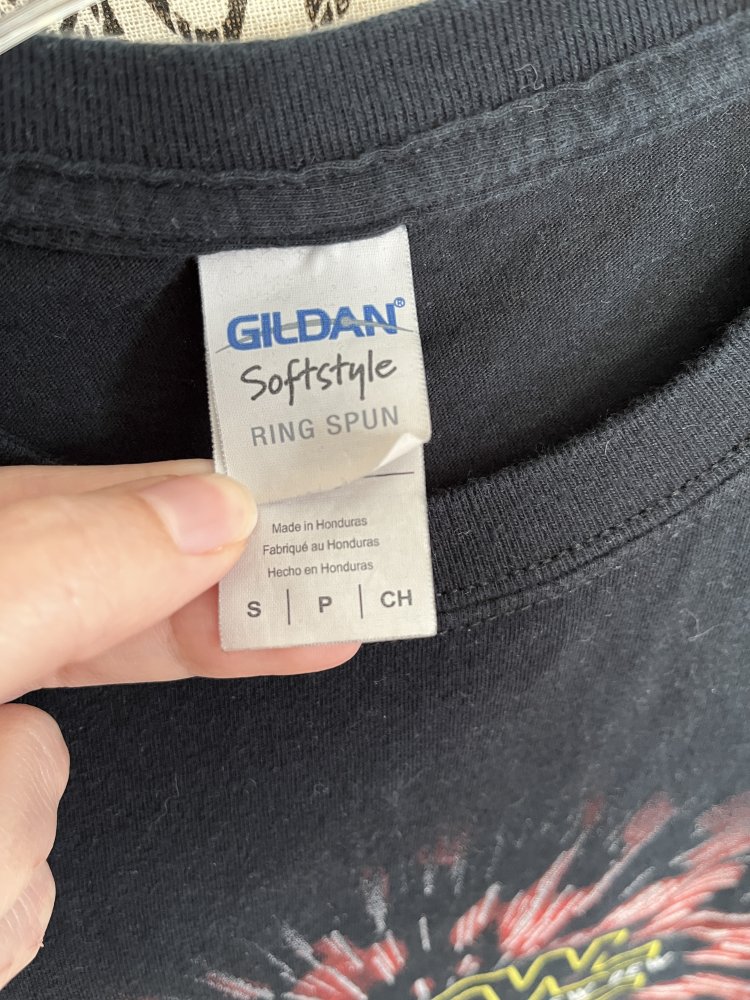 GILDAN®
Softstyle
RING SPUN
Made in Honduras
Fabriqué au Honduras
Hecho en Honduras
S | P | CH